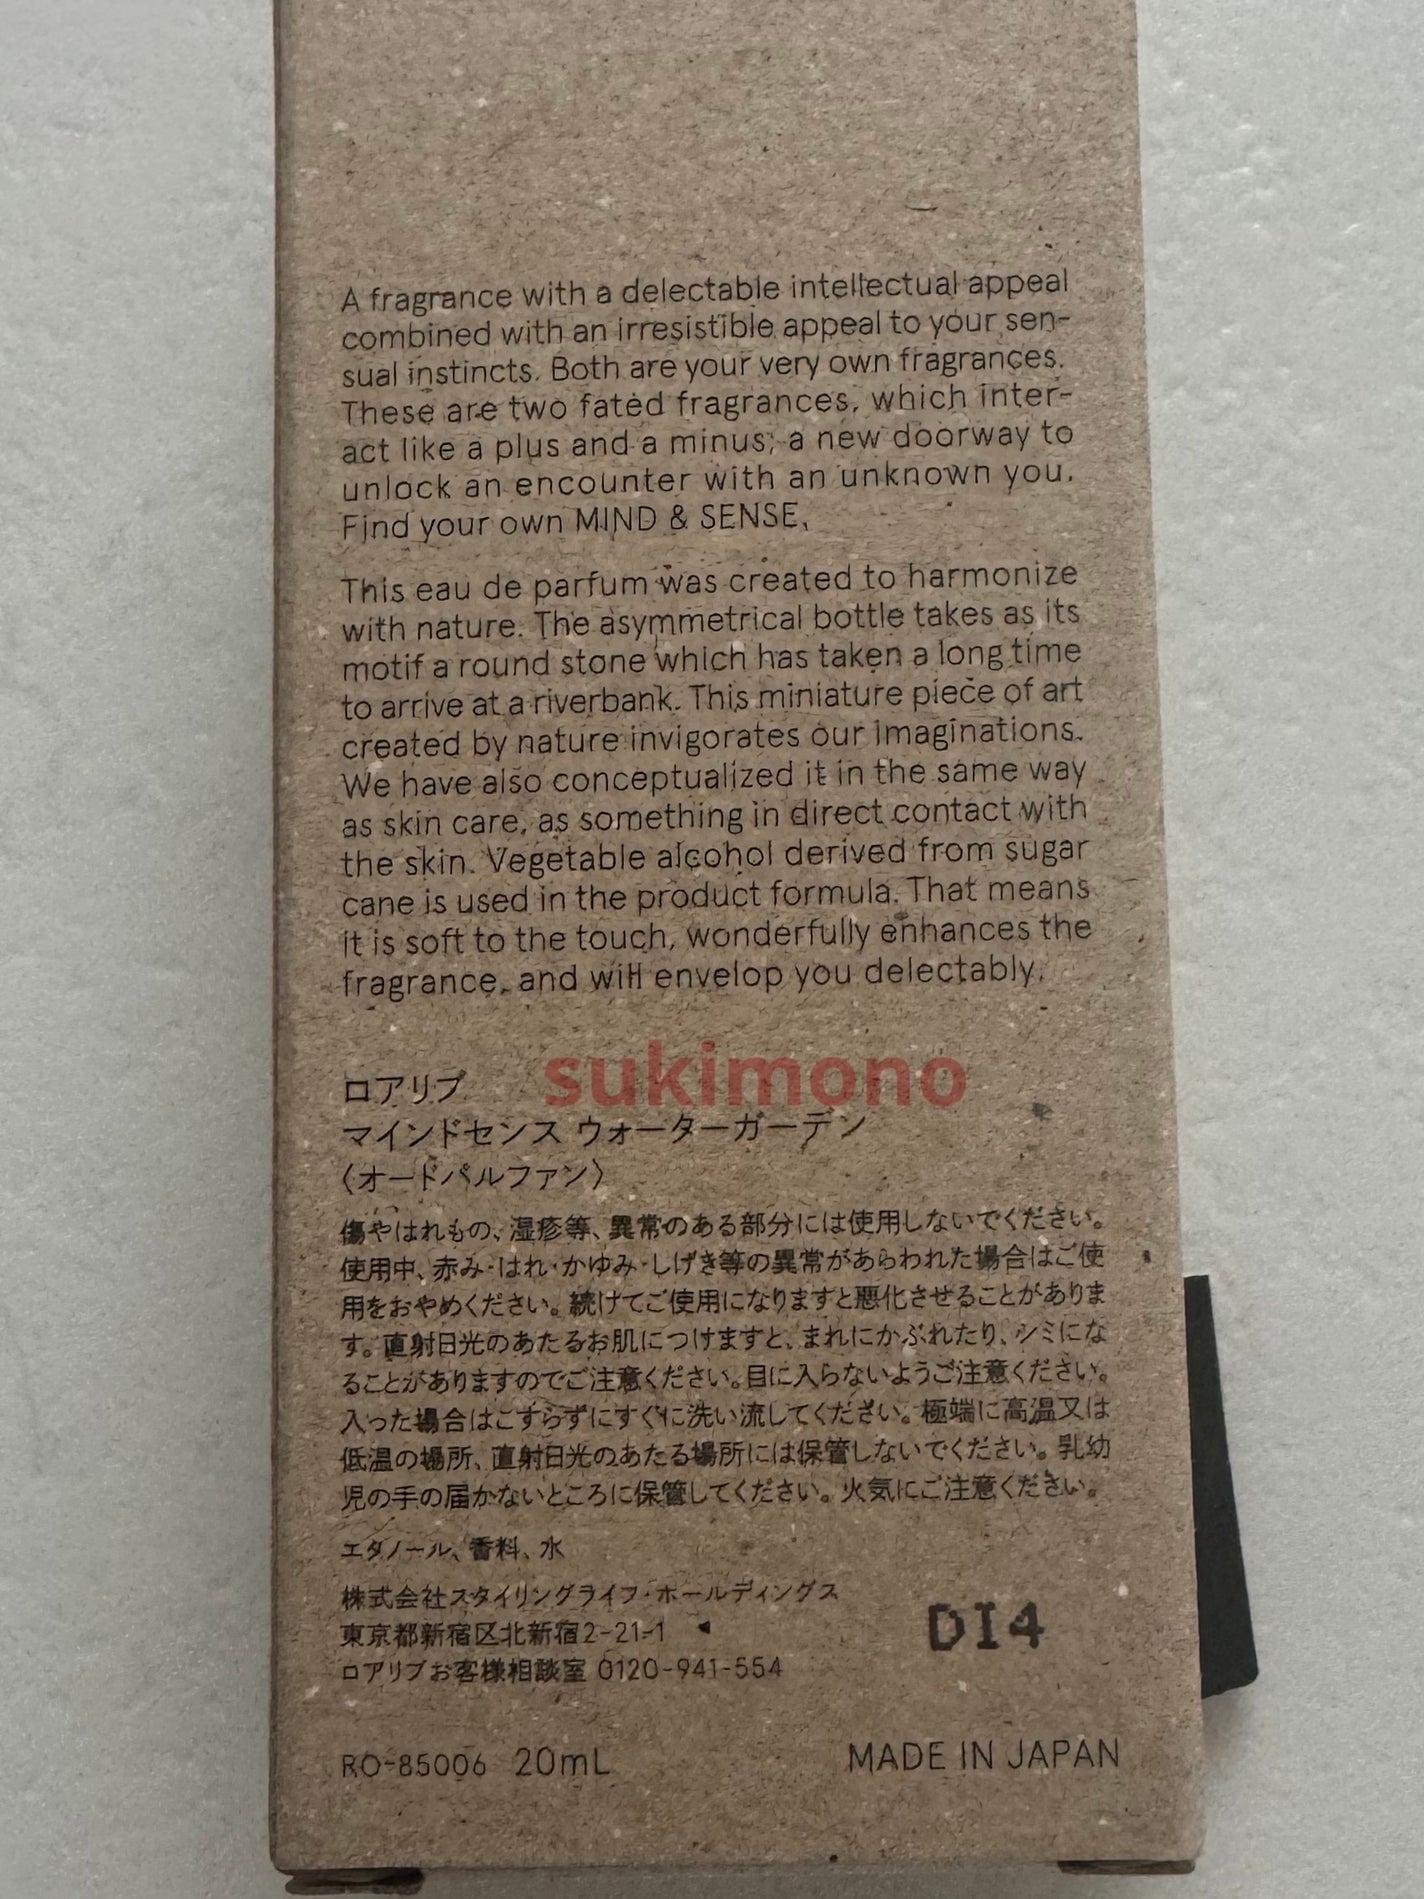 A fragrance with a delectable intellectual appeal
combined with an irresistible appeal to your sen-
sual instincts. Both are your very own fragrances.
These are two fated fragrances, which inter-
act like a plus and a minus; a new doorway to
unlock an encounter with an unknown you.
Find your own MIND & SENSE.
This eau de parfum was created to harmonize
with nature. The asymmetrical bottle takes as its
motif a round stone which has taken a long time
to arrive at a riverbank. This miniature piece of art
created by nature invigorates our imaginations.
We have also conceptualized it in the same way
as skin care, as something in direct contact with
the skin. Vegetable alcohol derived from sugar
cane is used in the product formula. That means
it is soft to the touch, wonderfully enhances the
fragrance, and will envelop you delectably.
sukimono
ロアリブ
マインドセンス ウォーターガーデン
〈オードパルファン〉
傷やはれもの、湿疹等、異常のある部分には使用しないでください。
使用中、赤み・はれ・かゆみ・しげき等の異常があらわれた場合はご使
用をおやめください。続けてご使用になりますと悪化させることがありま
す。直射日光のあたるお肌につけますと、まれにかぶれたり、シミにな
ることがありますのでご注意ください。目に入らないようご注意ください。
入った場合はこすらずにすぐに洗い流してください。極端に高温又は
低温の場所、直射日光のあたる場所には保管しないでください。乳幼
児の手の届かないところに保管してください。火気にご注意ください。
エタノール、香料、水
株式会社スタイリングライフ・ホールディングス
東京都新宿区北新宿2-21-1
ロアリブお客様相談室 0120-941-554
DI4
RO-85006 20mL
MADE IN JAPAN